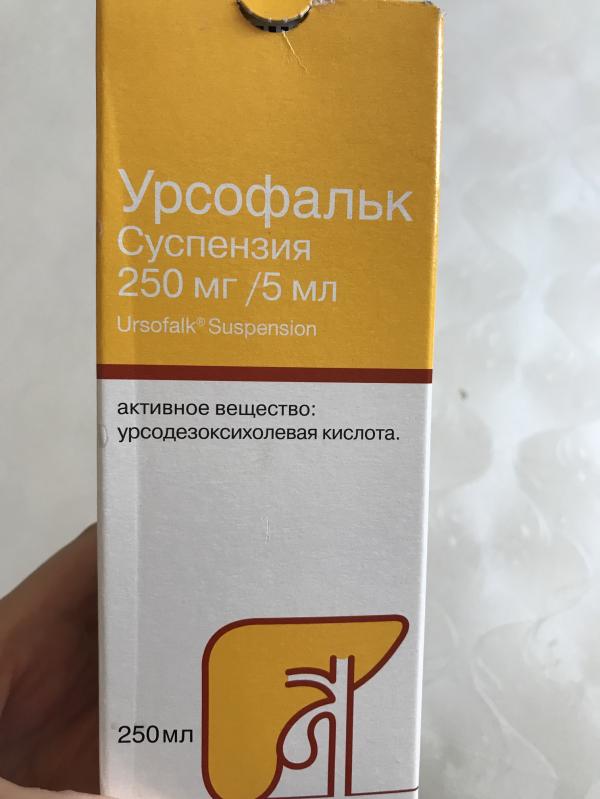 Урсофальк
Суспензия
250 мг /5 мл
Ursofalk® Suspension
активное вещество:
урсодезоксихолевая кислота.
250мл